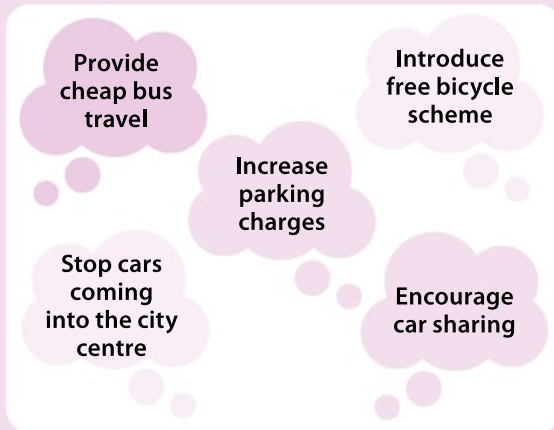 Provide
cheap bus
travel
Introduce
free bicycle
scheme
Increase
parking
charges
Stop cars
coming
into the city
centre
Encourage
car sharing